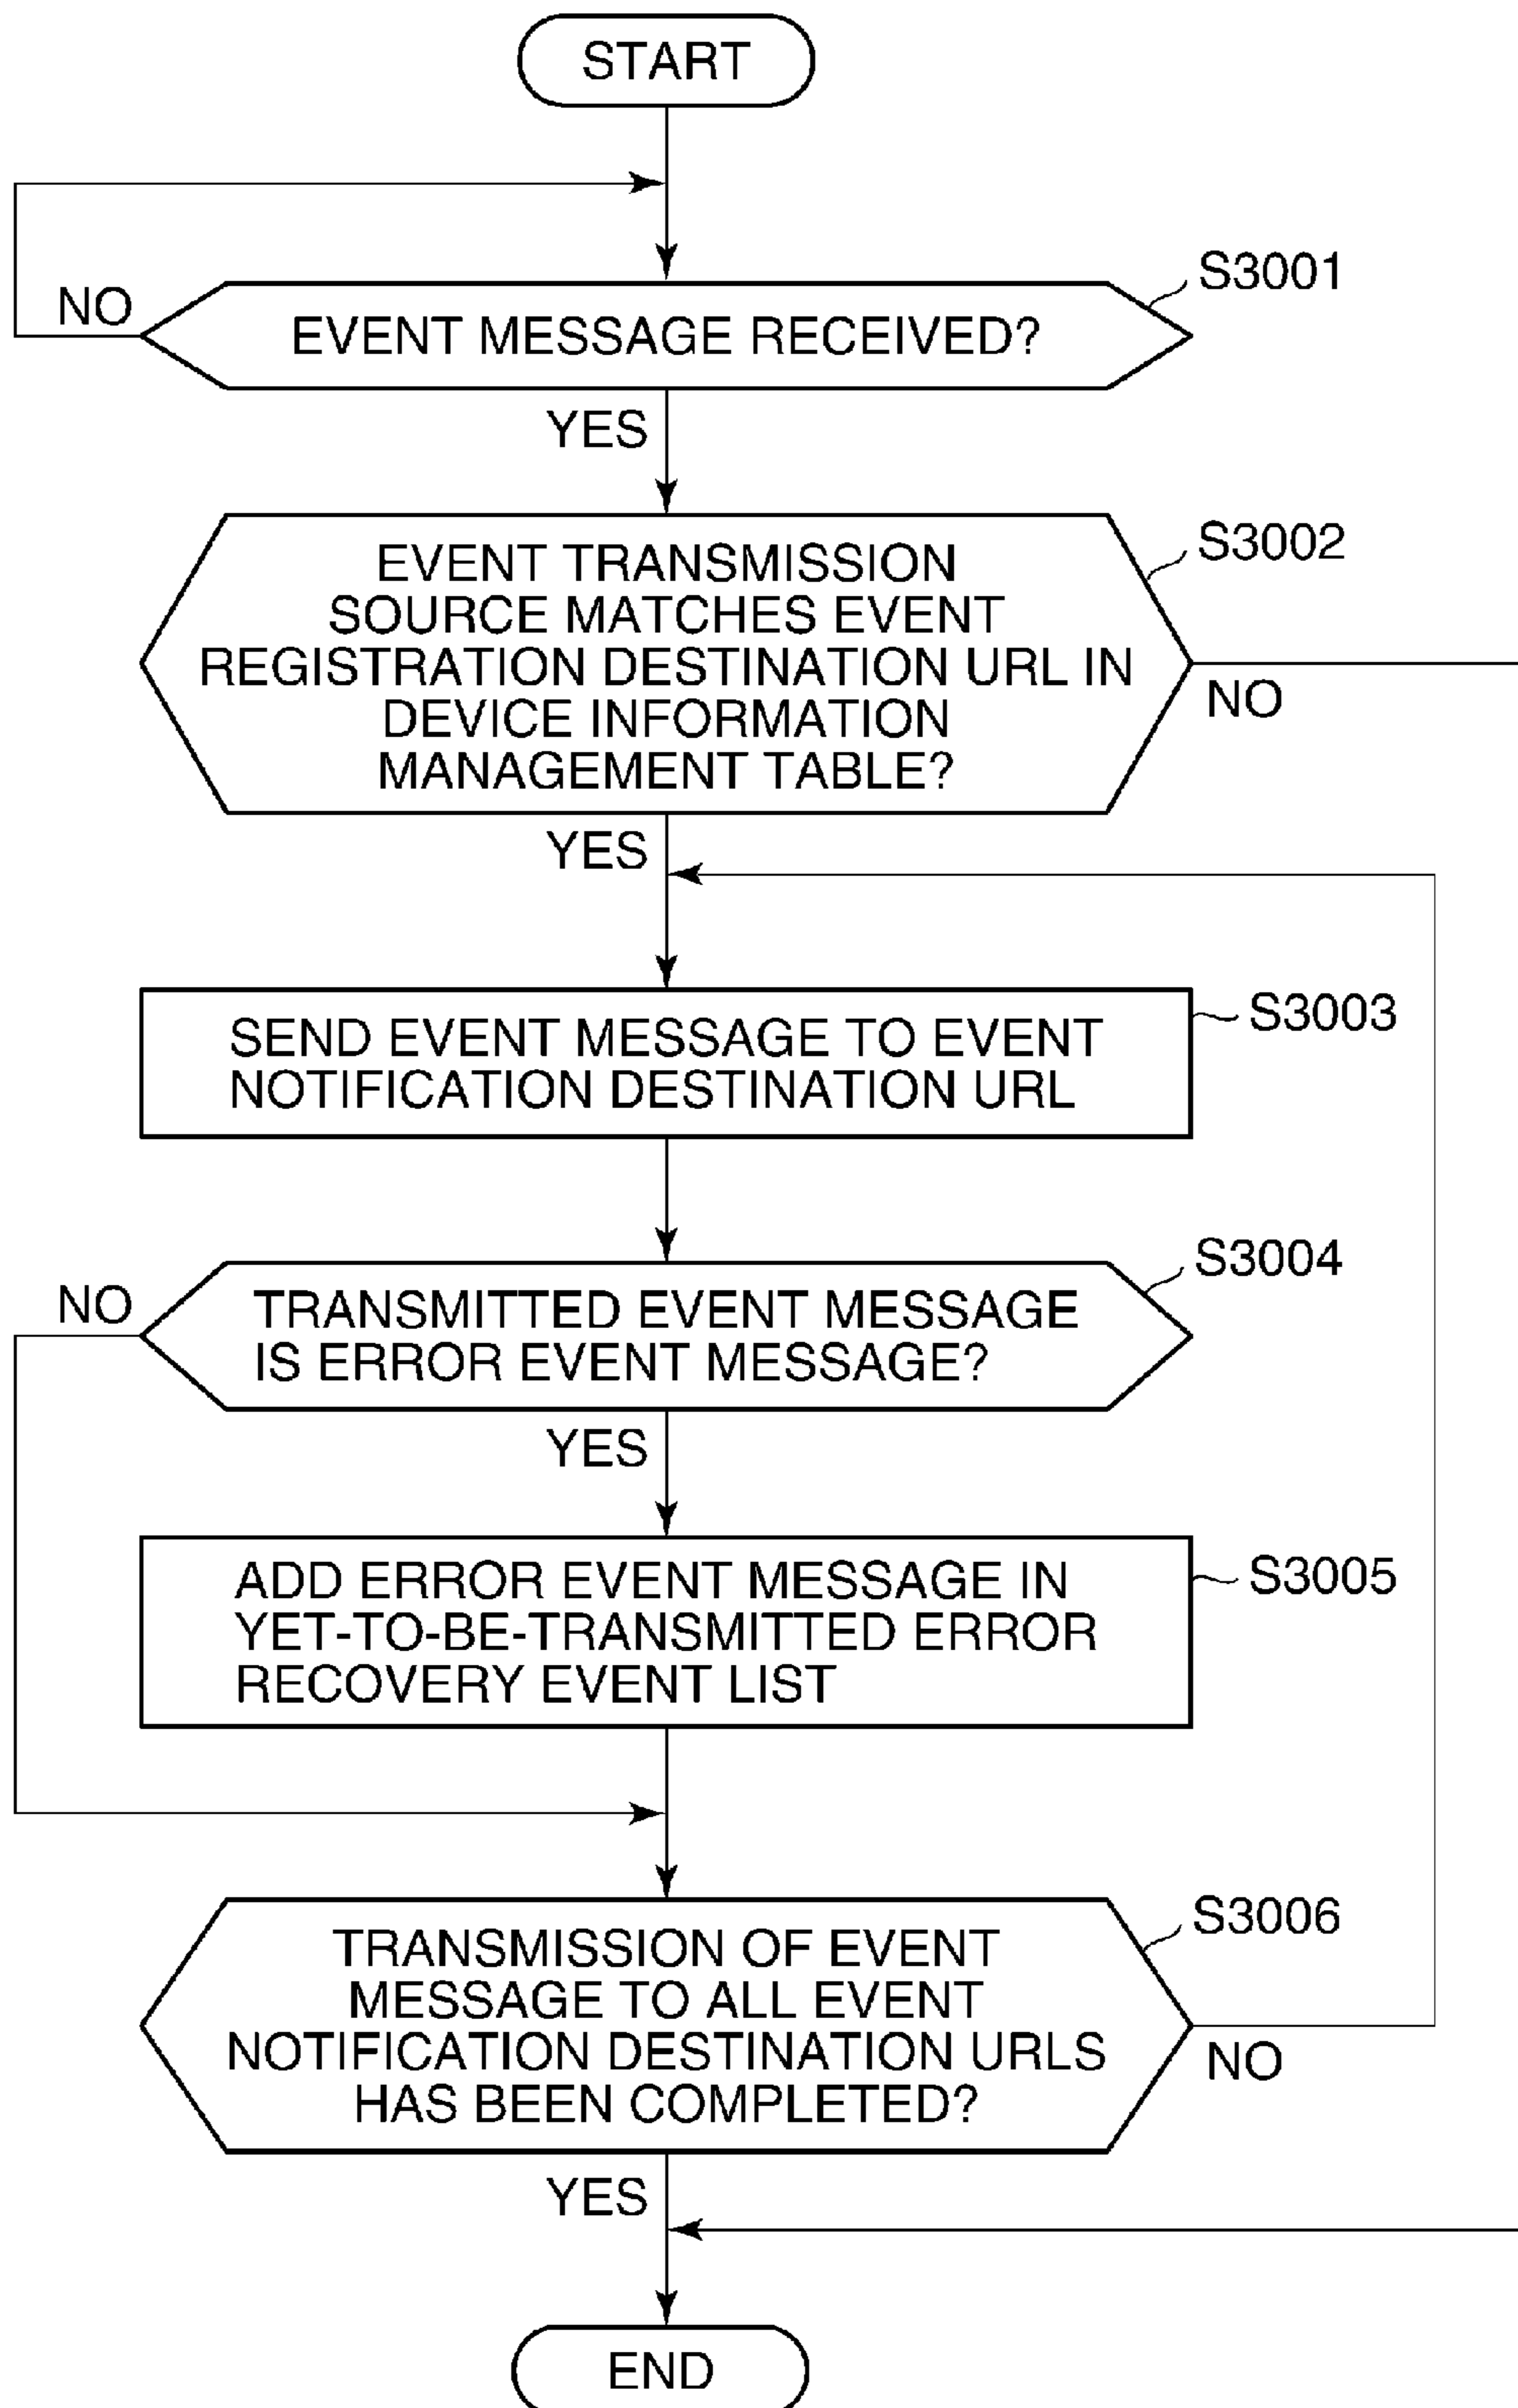 START
NO
S3001
EVENT MESSAGE RECEIVED?
YES
S3002
EVENT TRANSMISSION
SOURCE MATCHES EVENT
REGISTRATION DESTINATION URL IN
DEVICE INFORMATION
MANAGEMENT TABLE?
NO
YES
S3003
SEND EVENT MESSAGE TO EVENT
NOTIFICATION DESTINATION URL
S3004
NO
TRANSMITTED EVENT MESSAGE
IS ERROR EVENT MESSAGE?
YES
S3005
ADD ERROR EVENT MESSAGE IN
YET-TO-BE-TRANSMITTED ERROR
RECOVERY EVENT LIST
S3006
TRANSMISSION OF EVENT
MESSAGE TO ALL EVENT
NOTIFICATION DESTINATION URLS
HAS BEEN COMPLETED?
NO
YES
END